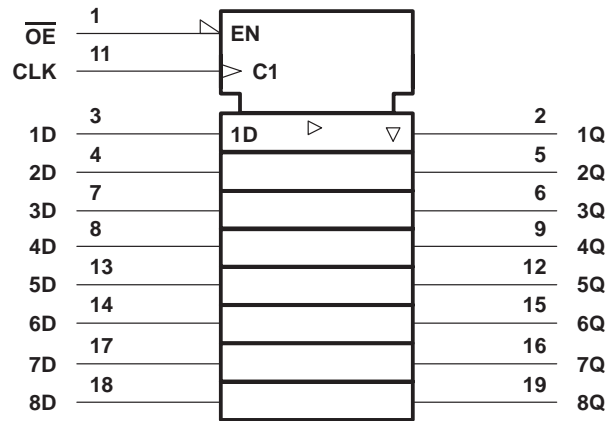 1
OE EN
11
CLK C1
3 2
1D 1D 1Q
4 5
2D 2Q
7 6
3D 3Q
8 9
4D 4Q
13 12
5D 5Q
14 15
6D 6Q
17 16
7D 7Q
18 19
8D 8Q